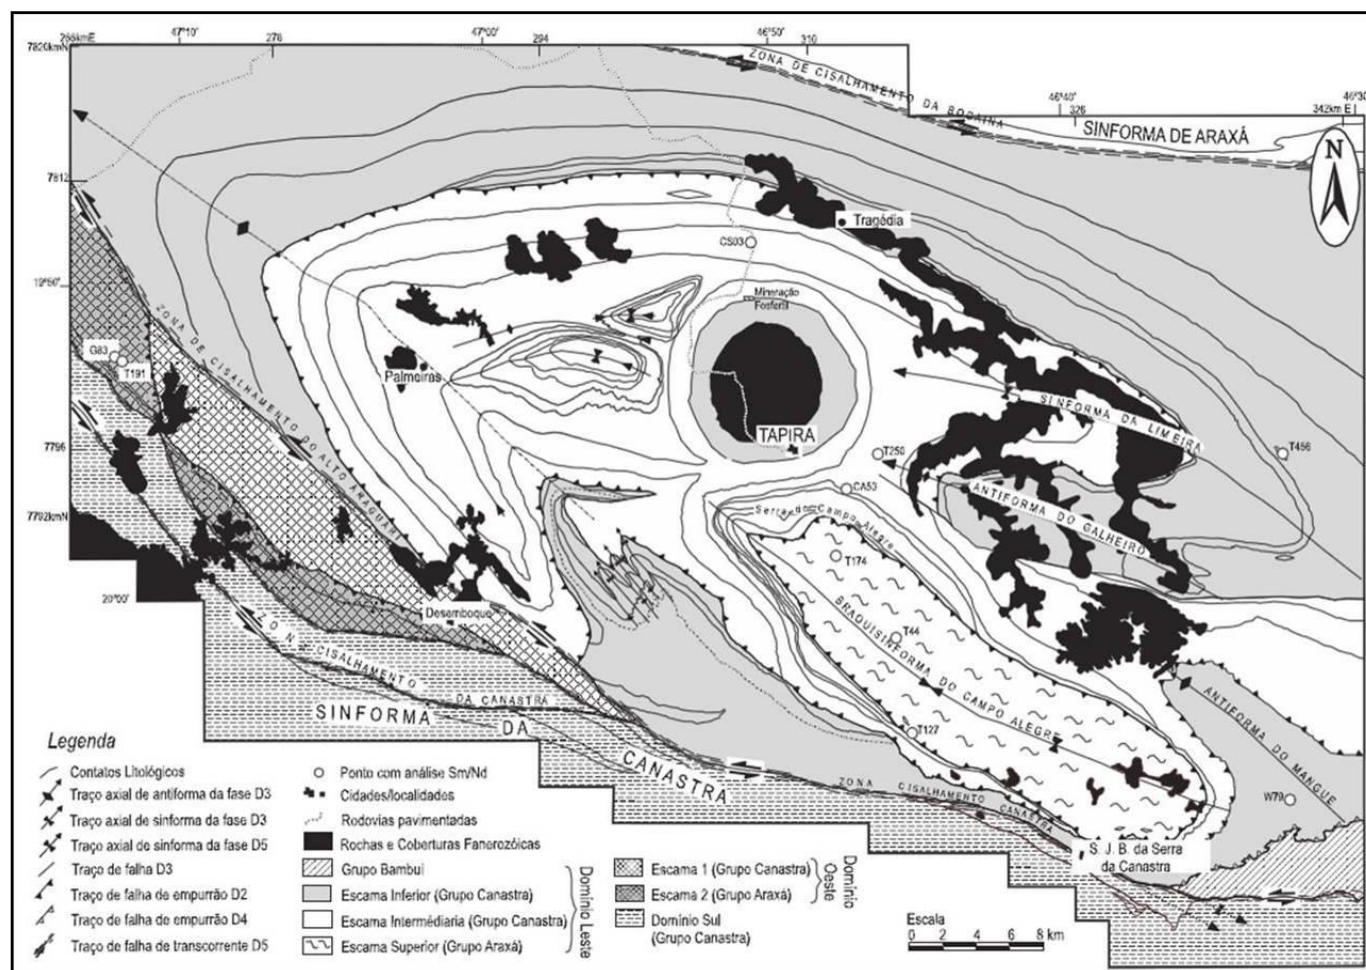 47°10'
47°00'
46°50'
266kmE
276
294
310
7820kmN
ZONA DE CISALHAMENTO DA BOCAINA
46°40'
46°30'
326
342km E
SINFORMA DE ARAXÁ
N
7812
Tragédia
CS03
19°50'
Mineração
Fosfertil
ZONA DE CISALHAMENTO DO ALTO ARAGUARI
G83
T191
Palmeiras
SINFORMA DA LIMEIRA
TAPIRA
7796
T250
T456
CA53
ANTIFORMA DO GALHEIRO
7792kmN
Serra do Campo Alegre
T174
20°00'
Desemboque
T44
BRAQUISINFORMA DO CAMPO ALEGRE
ZONA CISALHAMENTO DA CANASTRA
ANTIFORMA DO MANGUE
SINFORMA DA CANASTRA
T127
ZONA CISALHAMENTO CANASTRA
W79
S. J. B. da Serra
da Canastra
Legenda
Contatos Litológicos
Traço axial de antiforma da fase D3
Traço axial de sinforma da fase D3
Traço axial de sinforma da fase D5
Traço de falha D3
Traço de falha de empurrão D2
Traço de falha de empurrão D4
Traço de falha de transcorrente D5
Ponto com análise Sm/Nd
Cidades/localidades
Rodovias pavimentadas
Rochas e Coberturas Fanerozóicas
Grupo Bambuí
Escama Inferior (Grupo Canastra)
Escama Intermédiaria (Grupo Canastra)
Escama Superior (Grupo Araxá)
Domínio Leste
Escama 1 (Grupo Canastra)
Escama 2 (Grupo Araxá)
Domínio
Oeste
Domínio Sul
(Grupo Canastra)
Escala
0 2 4 6 8 km